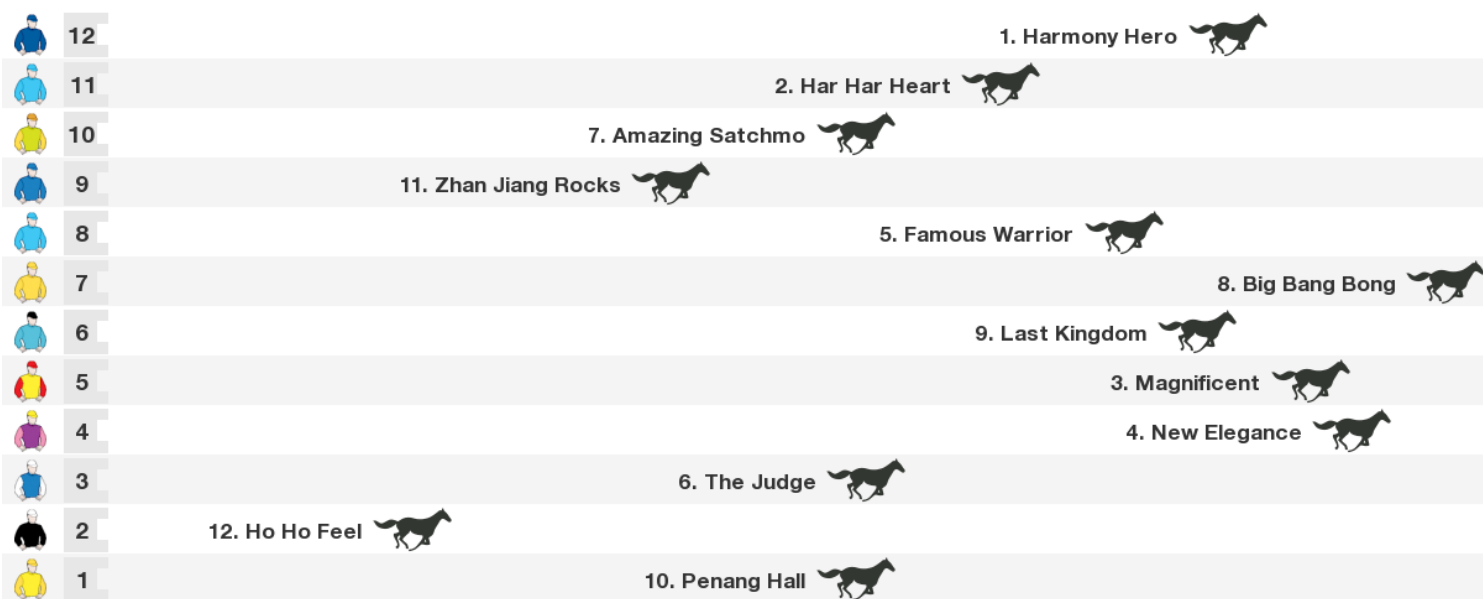 12 1. Harmony Hero
11 2. Har Har Heart
10 7. Amazing Satchmo
9 11. Zhan Jiang Rocks
8 5. Famous Warrior
7 8. Big Bang Bong
6 9. Last Kingdom
5 3. Magnificent
4 4. New Elegance
3 6. The Judge
2 12. Ho Ho Feel
1 10. Penang Hall